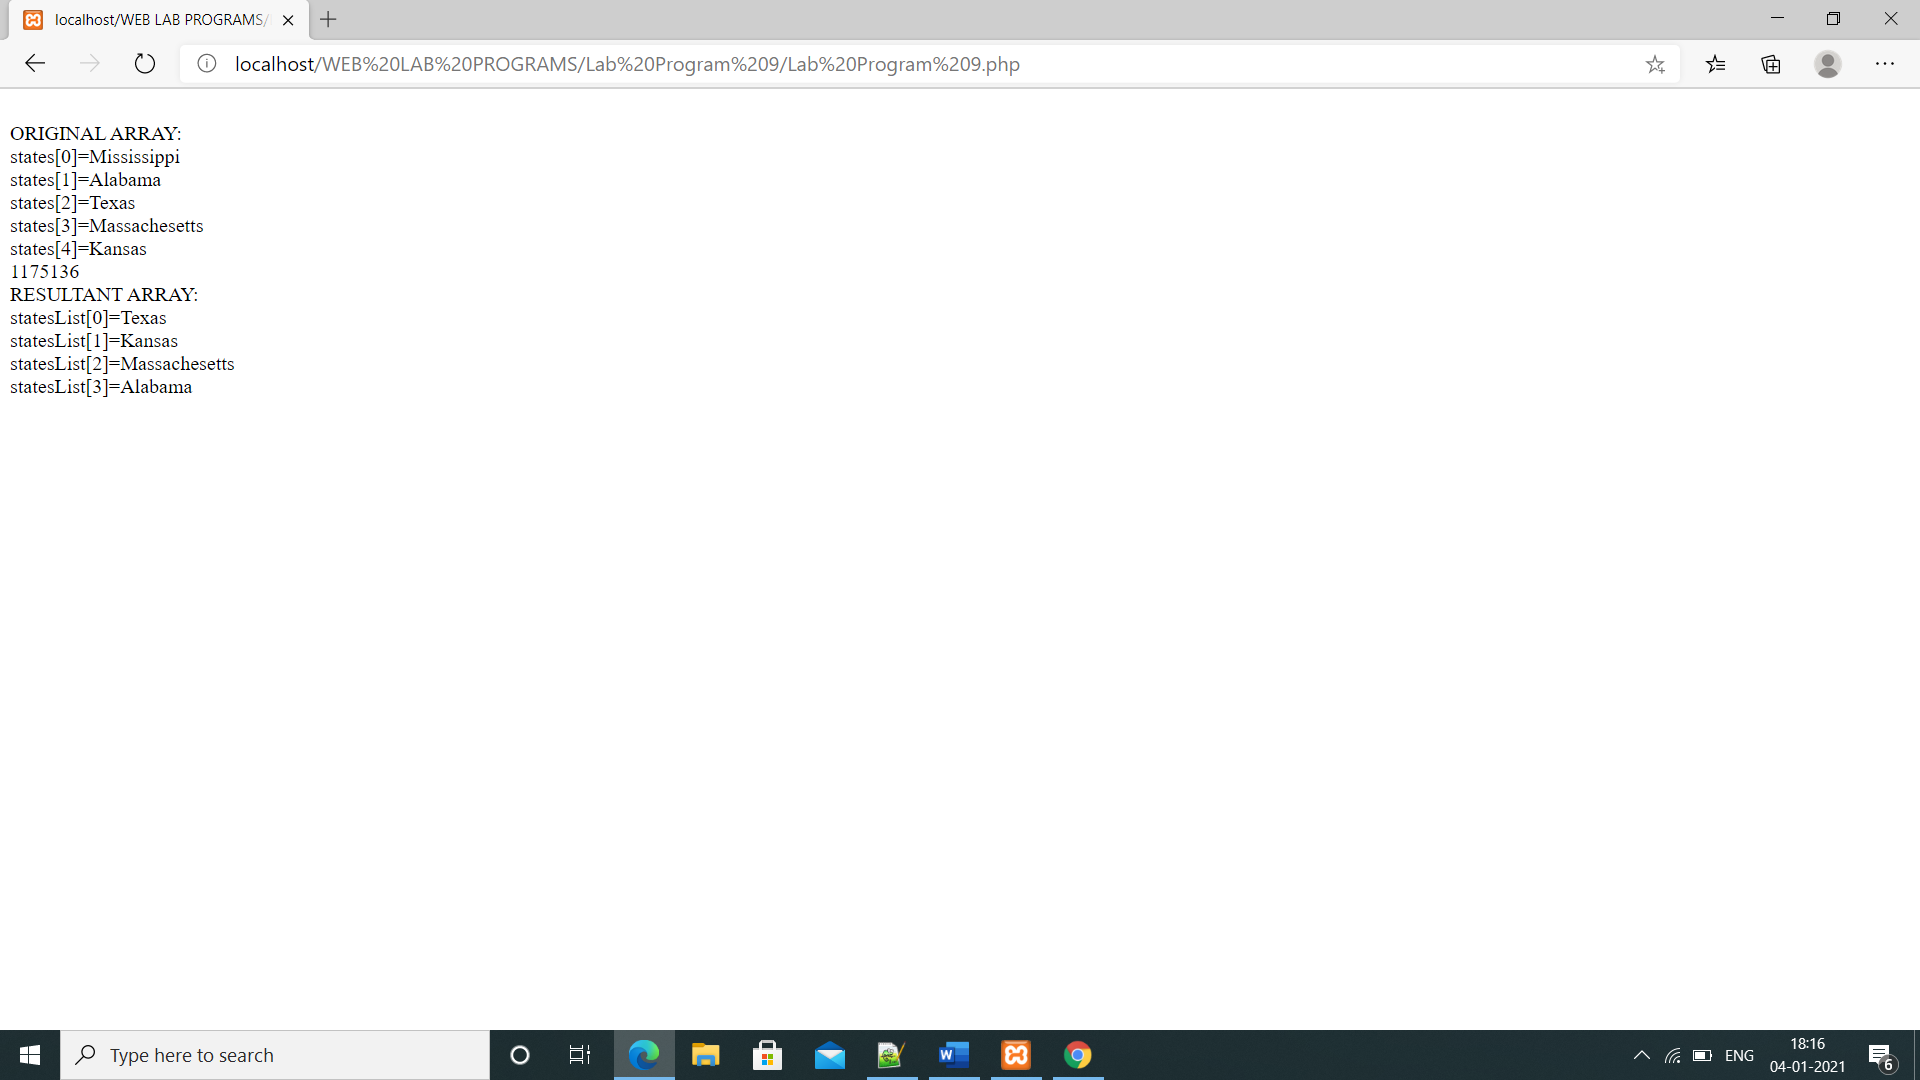 localhost/WEB LAB PROGRAMS/
localhost/WEB%20LAB%20PROGRAMS/Lab%20Program%209/Lab%20Program%209.php
ORIGINAL ARRAY:
states[0]=Mississippi
states[1]=Alabama
states[2]=Texas
states[3]=Massachesetts
states[4]=Kansas
1175136
RESULTANT ARRAY:
statesList[0]=Texas
statesList[1]=Kansas
statesList[2]=Massachesetts
statesList[3]=Alabama
Type here to search
W
ENG
18:16
04-01-2021
6